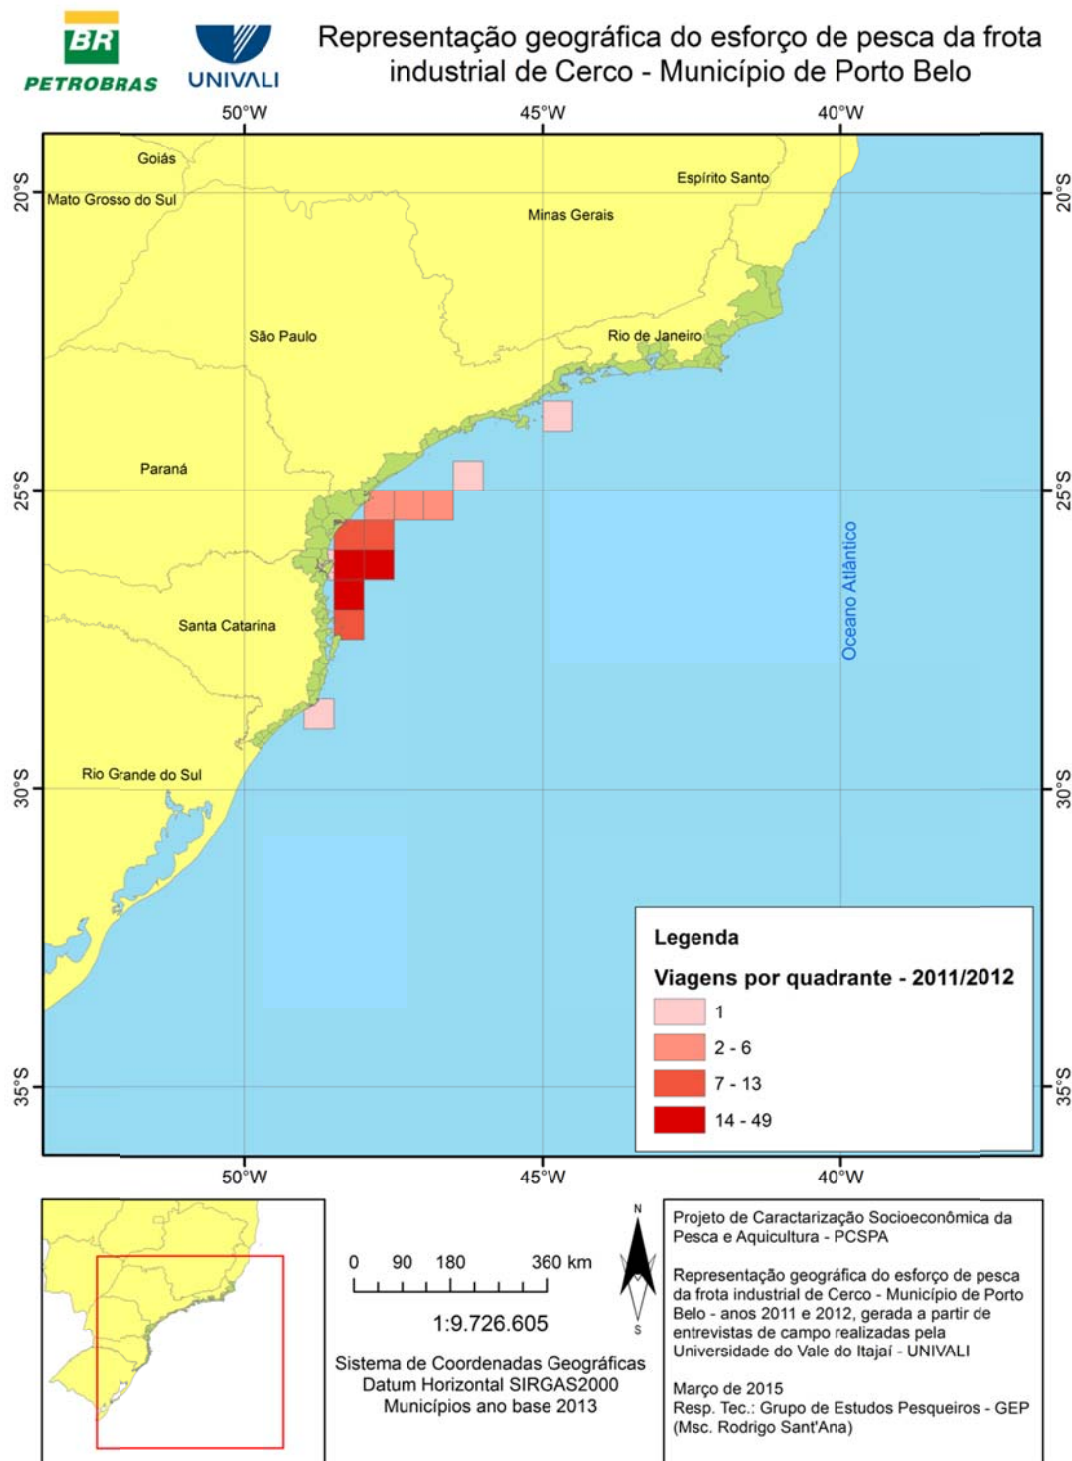 BR
PETROBRAS
UNIVALI
Representação geográfica do esforço de pesca da frota
industrial de Cerco - Município de Porto Belo
50°W 45°W 40°W
20°S 20°S
25°S 25°S
30°S 30°S
35°S 35°S
Goiás
Mato Grosso do Sul
Espírito Santo
Minas Gerais
São Paulo
Rio de Janeiro
Paraná
Santa Catarina
Rio Grande do Sul
Oceano Atlântico
Legenda
Viagens por quadrante - 2011/2012
1
2 - 6
7 - 13
14 - 49
50°W 45°W 40°W
0 90 180 360 km
1:9.726.605
Sistema de Coordenadas Geográficas
Datum Horizontal SIRGAS2000
Municípios ano base 2013
N
S
Projeto de Caractarização Socioeconômica da
Pesca e Aquicultura - PCSPA
Representação geográfica do esforço de pesca
da frota industrial de Cerco - Município de Porto
Belo - anos 2011 e 2012, gerada a partir de
entrevistas de campo realizadas pela
Universidade do Vale do Itajaí - UNIVALI
Março de 2015
Resp. Tec.: Grupo de Estudos Pesqueiros - GEP
(Msc. Rodrigo Sant'Ana)